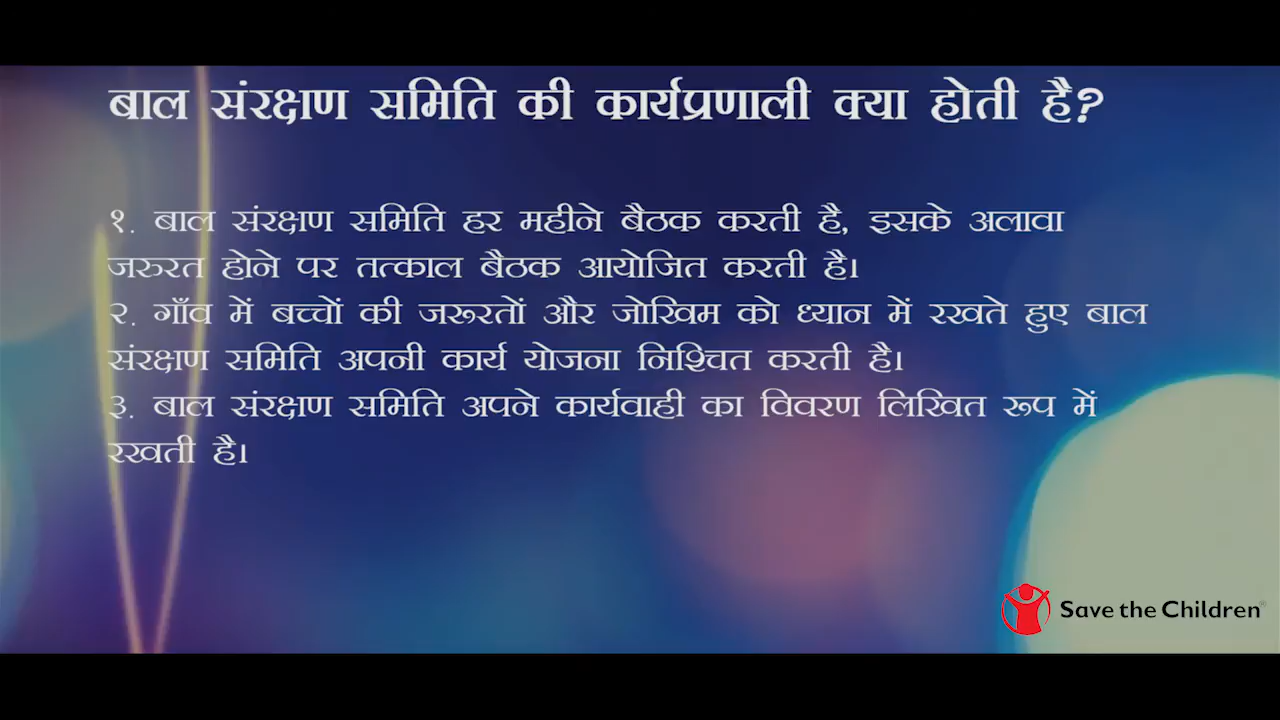 बाल संरक्षण समिति की कार्यप्रणाली क्या होती है?
१. बाल संरक्षण समिति हर महीने बैठक करती है, इसके अलावा
जरुरत होने पर तत्काल बैठक आयोजित करती है।
२. गाँव में बच्चों की जरूरतों और जोखिम को ध्यान में रखते हुए बाल
संरक्षण समिति अपनी कार्य योजना निश्चित करती है।
३. बाल संरक्षण समिति अपने कार्यवाही का विवरण लिखित रूप में
रखती है।
Save the Children®